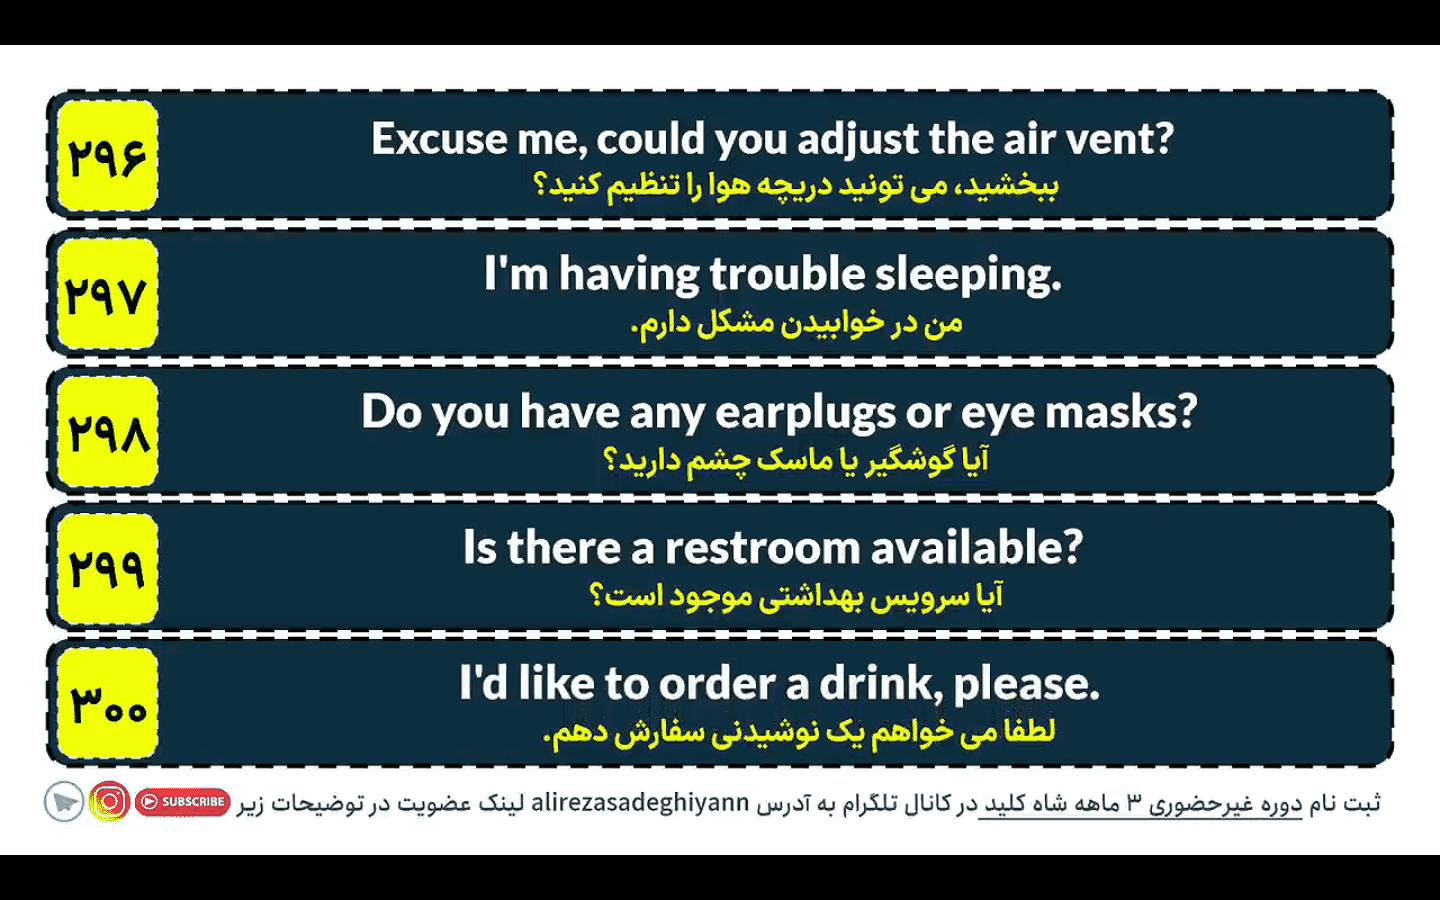 ۲۹۶
Excuse me, could you adjust the air vent?
ببخشید، می تونید دریچه هوا را تنظیم کنید؟
۲۹۷
I'm having trouble sleeping.
من در خوابیدن مشکل دارم.
۲۹۸
Do you have any earplugs or eye masks?
آیا گوشگیر یا ماسک چشم دارید؟
۲۹۹
Is there a restroom available?
آیا سرویس بهداشتی موجود است؟
۳۰۰
I'd like to order a drink, please.
لطفا می خواهم یک نوشیدنی سفارش دهم.
ثبت نام دوره غیرحضوری ۳ ماهه شاه کلید در کانال تلگرام به آدرس alirezasadeghiyann لینک عضویت در توضیحات زیر SUBSCRIBE